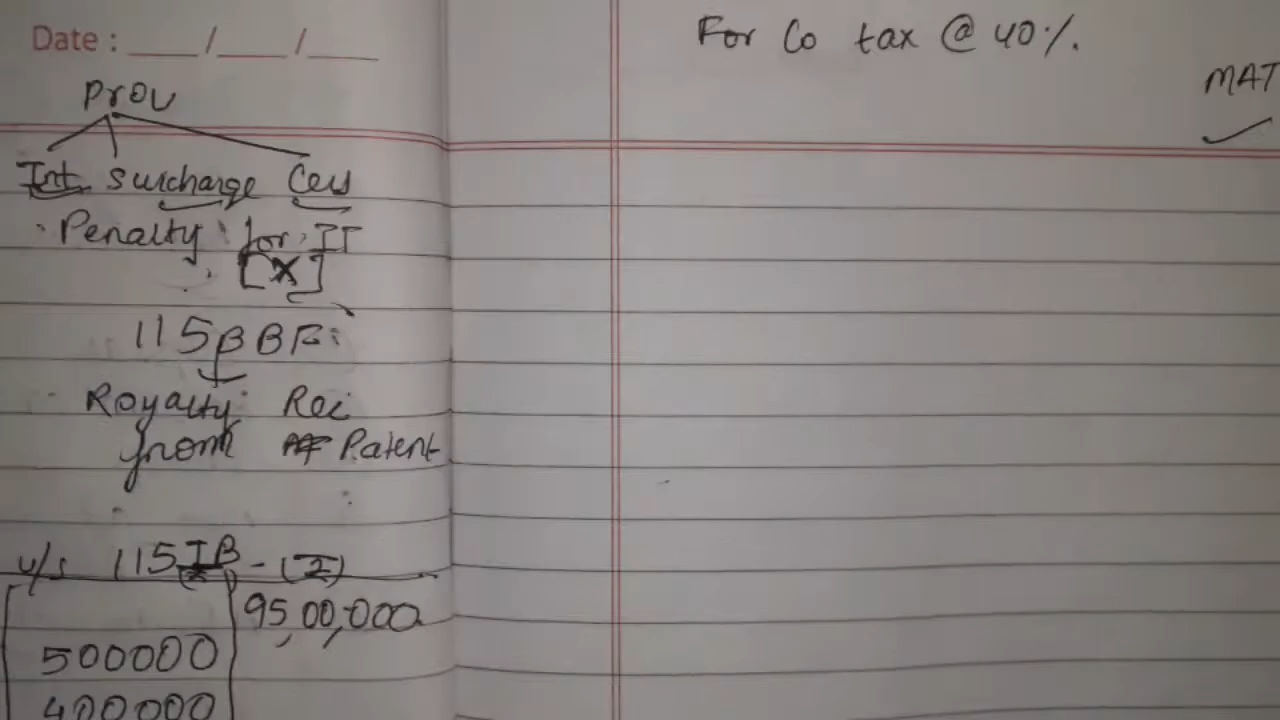 Date : ___/___/___
Prov
Int. Surcharge Cess
Penalty for IT
[X]
115BBF:
Royalty Rec
from Patent
u/s 115JB - (I)
95,00,000
500000
400000
For Co tax @ 40%.
MAT